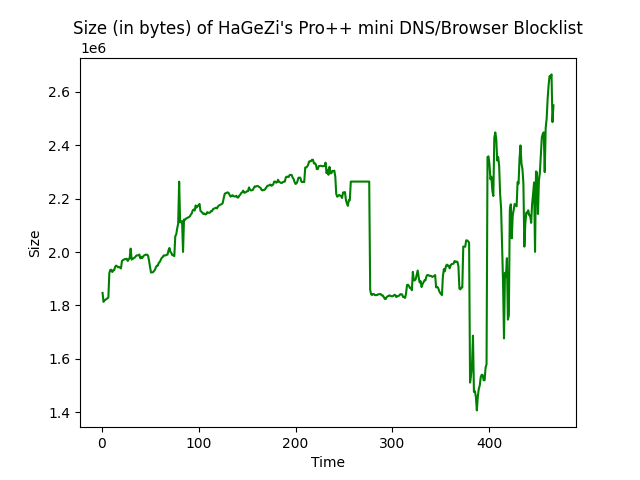 Size (in bytes) of HaGeZi's Pro++ mini DNS/Browser Blocklist
1e6
2.6
2.4
2.2
2.0
1.8
1.6
1.4
Size
0 100 200 300 400
Time